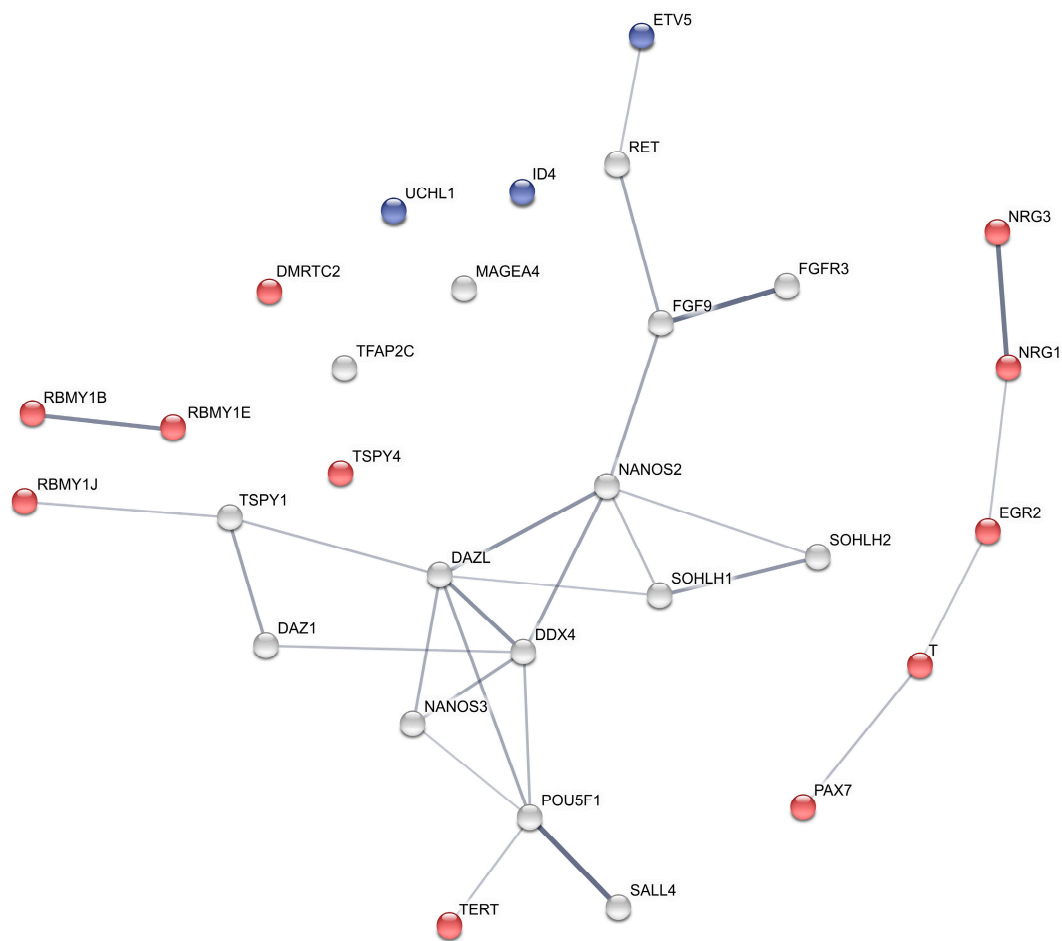 ETV5
RET
ID4
UCHL1
NRG3
DMRTC2
MAGEA4
FGFR3
FGF9
TFAP2C
NRG1
RBMY1B
RBMY1E
TSPY4
NANOS2
RBMY1J
TSPY1
EGR2
SOHLH2
DAZL
SOHLH1
DAZ1
DDX4
T
NANOS3
PAX7
POU5F1
SALL4
TERT